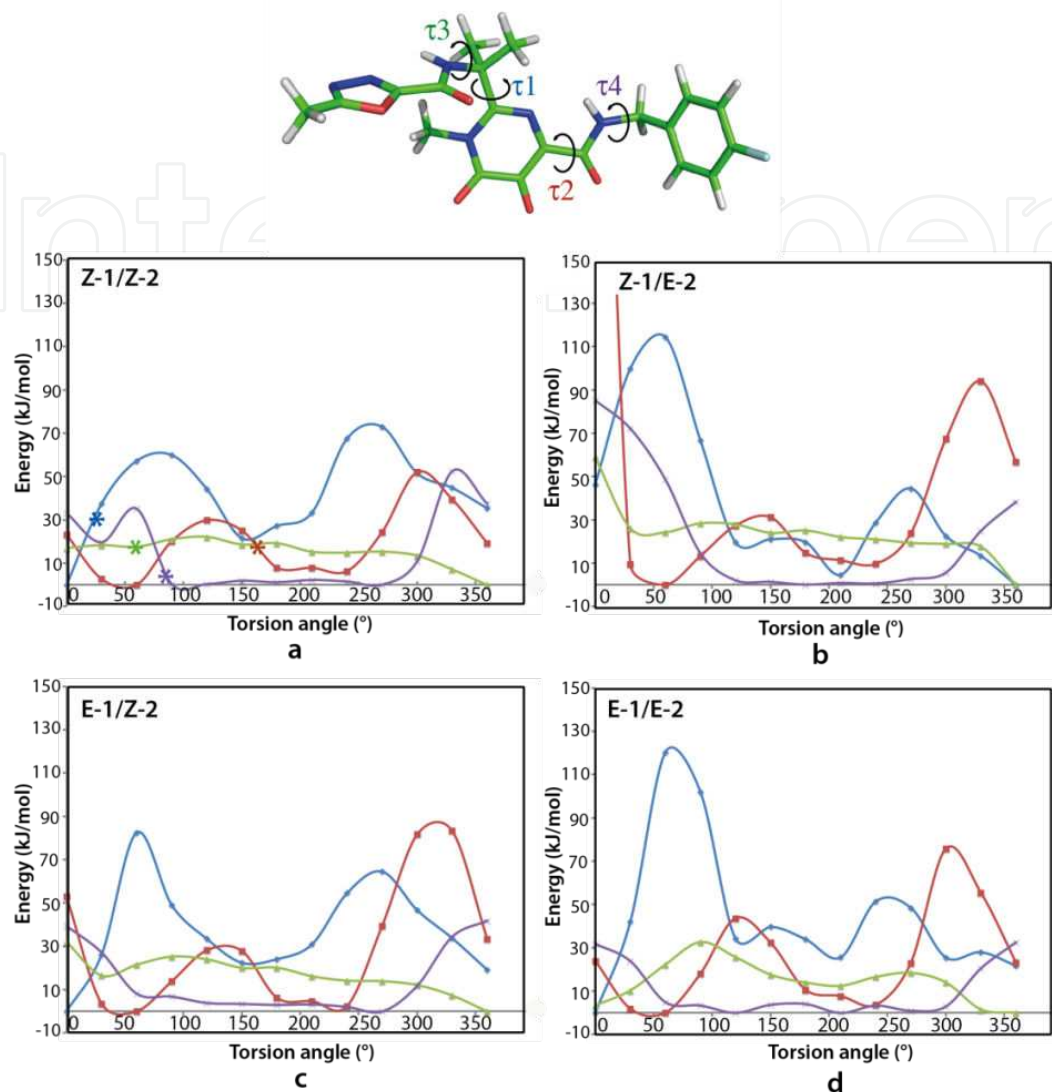 τ3
τ1
τ4
τ2
Z-1/Z-2
150
130
110
90
70
50
30
10
-10
0 50 100 150 200 250 300 350
Energy (kJ/mol)
Torsion angle (°)
a
Z-1/E-2
150
130
110
90
70
50
30
10
-10
0 50 100 150 200 250 300 350
Energy (kJ/mol)
Torsion angle (°)
b
E-1/Z-2
150
130
110
90
70
50
30
10
-10
0 50 100 150 200 250 300 350
Energy (kJ/mol)
Torsion angle (°)
c
E-1/E-2
150
130
110
90
70
50
30
10
-10
0 50 100 150 200 250 300 350
Energy (kJ/mol)
Torsion angle (°)
d